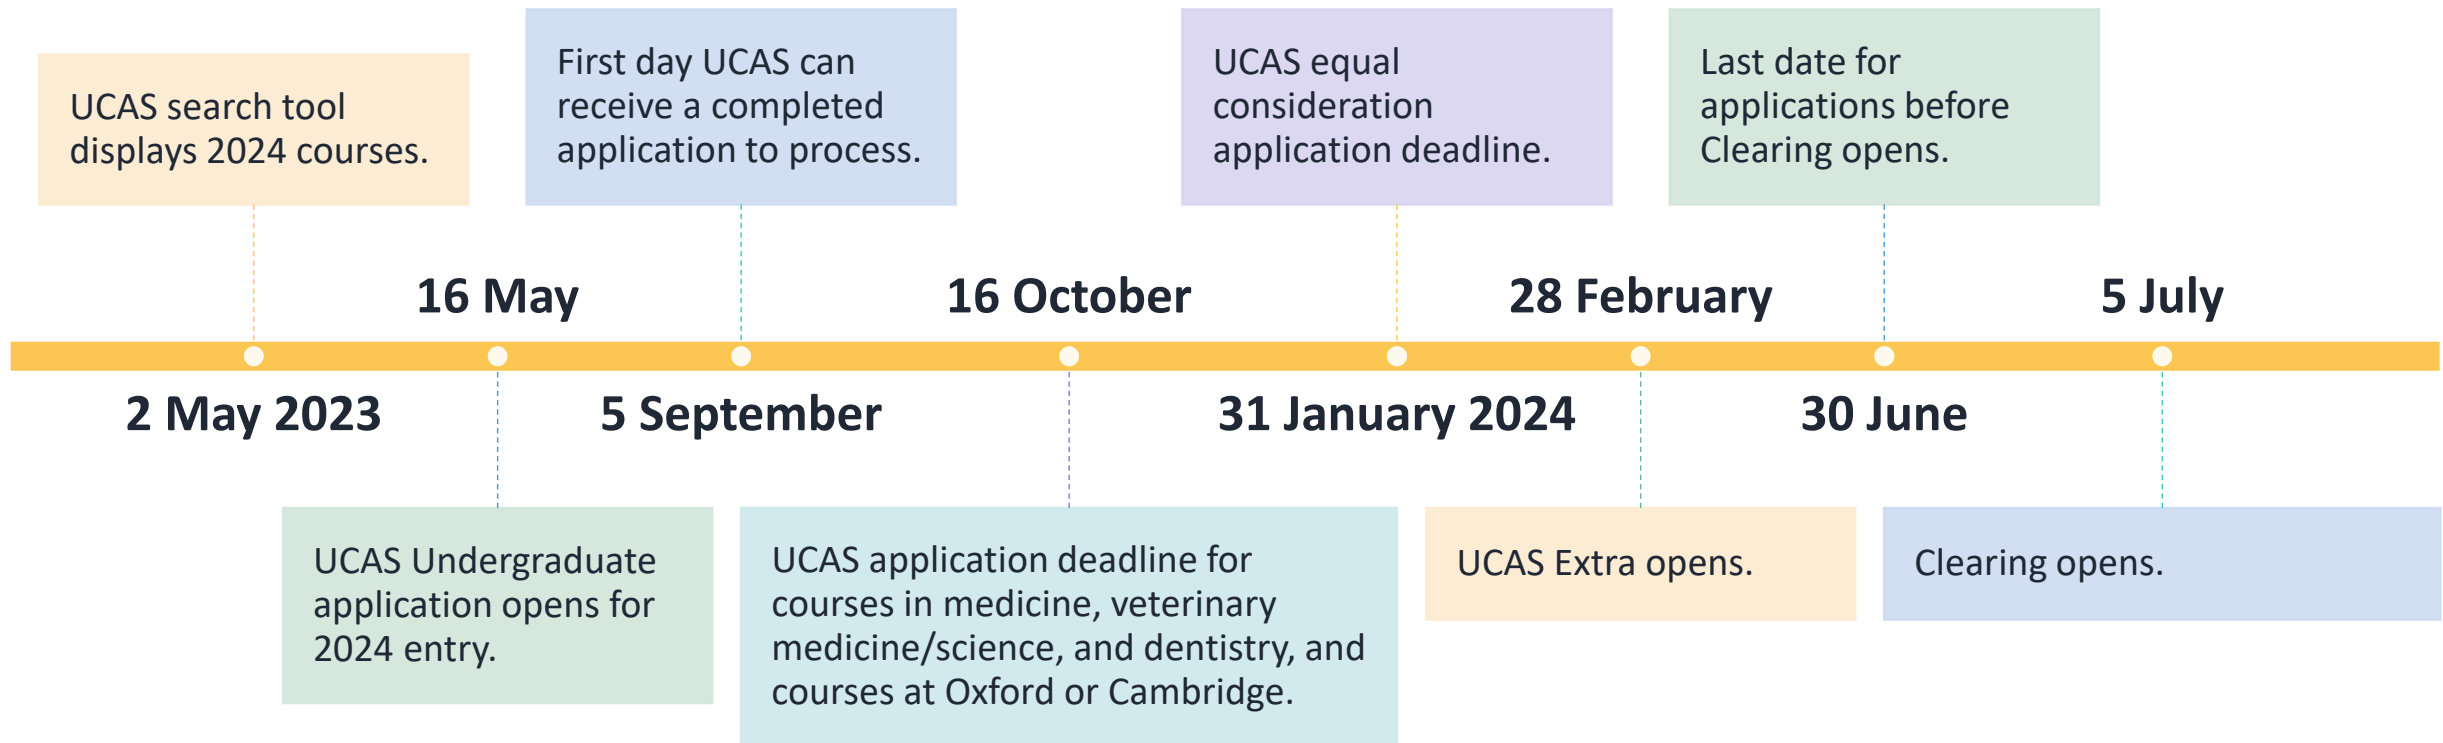 UCAS search tool
displays 2024 courses.
First day UCAS can
receive a completed
application to process.
UCAS equal
consideration
application deadline.
Last date for
applications before
Clearing opens.
16 May
16 October
28 February
5 July
2 May 2023
5 September
31 January 2024
30 June
UCAS Undergraduate
application opens for
2024 entry.
UCAS application deadline for
courses in medicine, veterinary
medicine/science, and dentistry, and
courses at Oxford or Cambridge.
UCAS Extra opens.
Clearing opens.